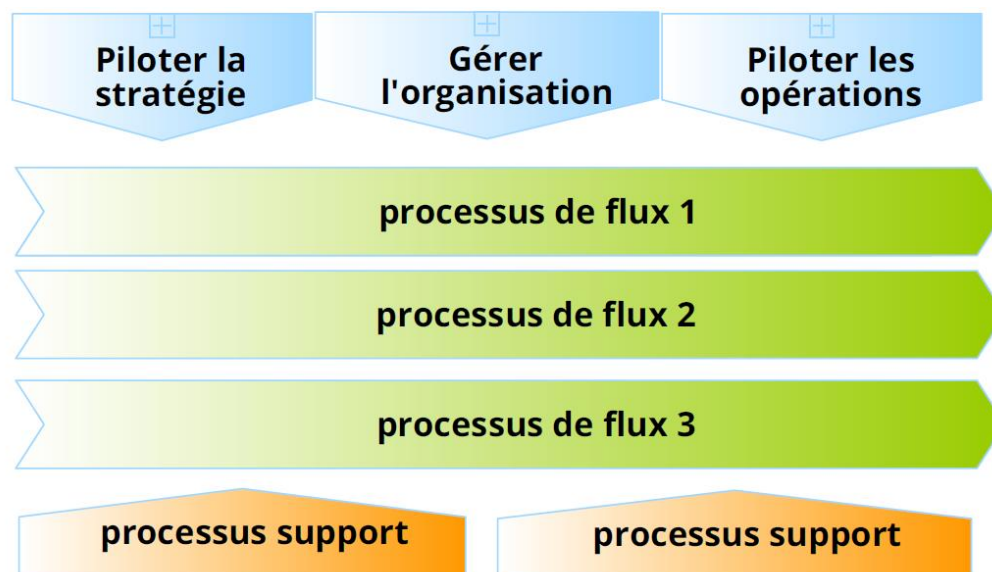 Piloter la
stratégie
Gérer
l'organisation
Piloter les
opérations
processus de flux 1
processus de flux 2
processus de flux 3
processus support
processus support